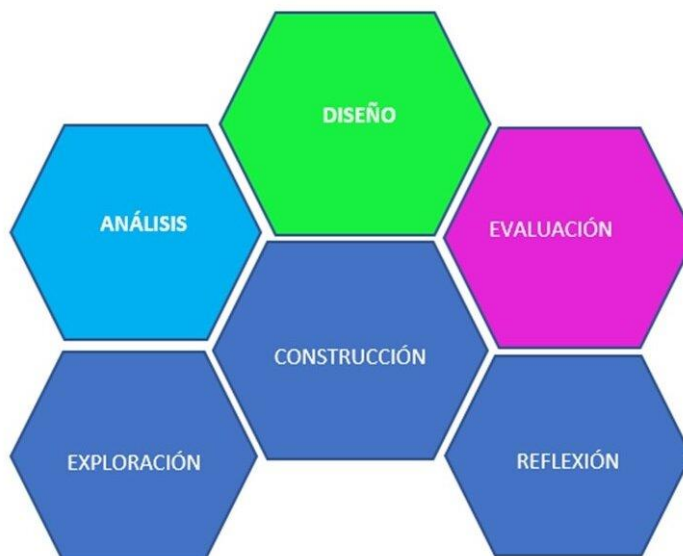 DISEÑO
ANÁLISIS
EVALUACIÓN
CONSTRUCCIÓN
EXPLORACIÓN
REFLEXIÓN